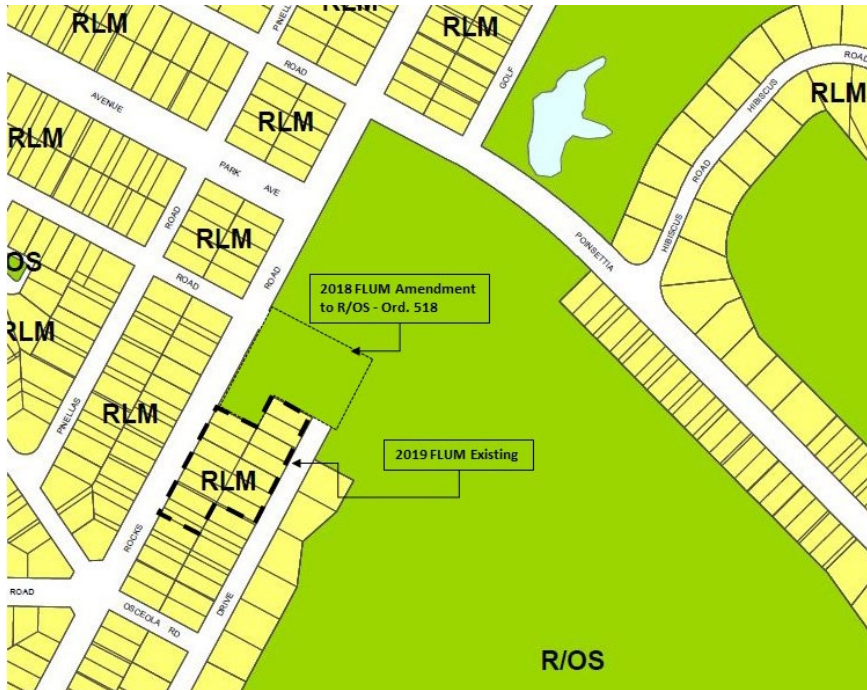 RLM
RLM
RLM
PINELL
ROAD
GOLF
ROAD
HIBISCUS
RLM
AVENUE
RLM
RLM
PARK
AVE
ROAD
HIBISCUS
ROAD
RLM
POINSETTIA
OS
ROAD
ROAD
2018 FLUM Amendment
to R/OS - Ord. 518
RLM
RLM
PINELLAS
2019 FLUM Existing
RLM
ROCKS
ROAD
OSCEOLA RD
DRIVE
R/OS